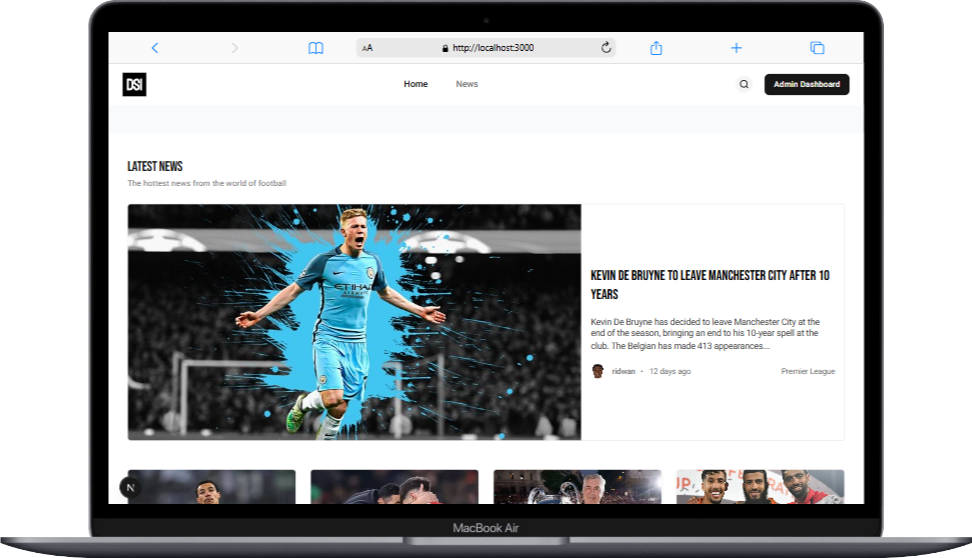 AA
http://localhost:3000
DSI
Home
News
Admin Dashboard
LATEST NEWS
The hottest news from the world of football
ETIHAD
AIRWAYS
KEVIN DE BRUYNE TO LEAVE MANCHESTER CITY AFTER 10
YEARS
Kevin De Bruyne has decided to leave Manchester City at the
end of the season, bringing an end to his 10-year spell at the
club. The Belgian has made 413 appearances...
ridwan • 12 days ago
Premier League
N
MacBook Air